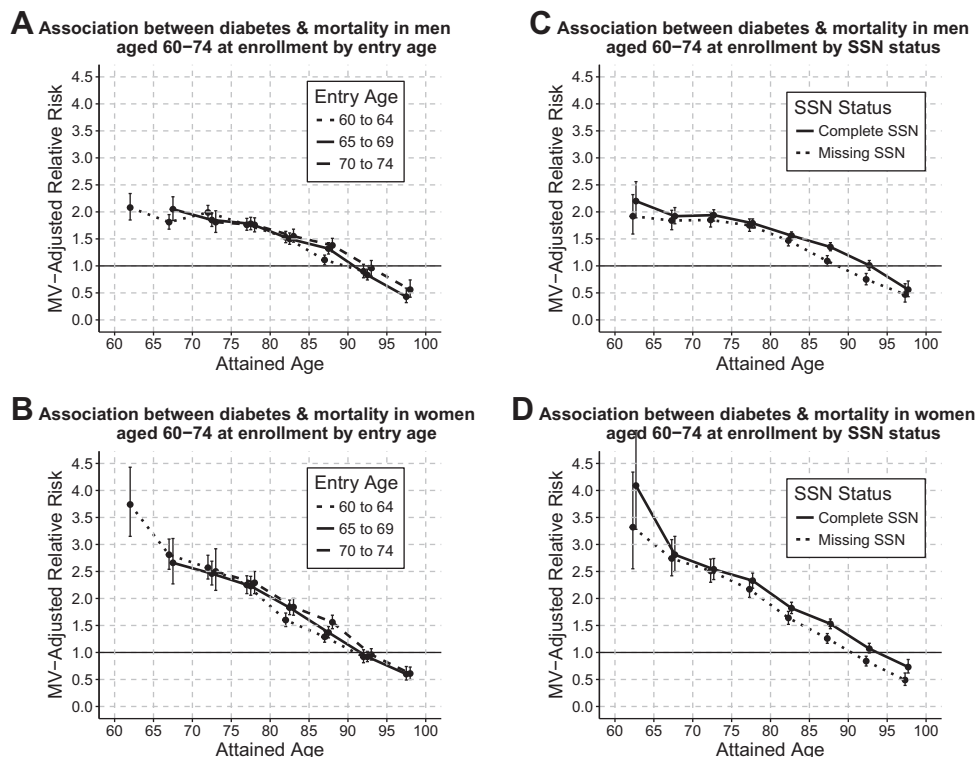 A Association between diabetes & mortality in men
aged 60−74 at enrollment by entry age
MV−Adjusted Relative Risk
4.5
4.0
3.5
3.0
2.5
2.0
1.5
1.0
0.5
0.0
Entry Age
60 to 64
65 to 69
70 to 74
60 65 70 75 80 85 90 95 100
Attained Age
C Association between diabetes & mortality in men
aged 60−74 at enrollment by SSN status
MV−Adjusted Relative Risk
4.5
4.0
3.5
3.0
2.5
2.0
1.5
1.0
0.5
0.0
SSN Status
Complete SSN
Missing SSN
60 65 70 75 80 85 90 95 100
Attained Age
B Association between diabetes & mortality in women
aged 60−74 at enrollment by entry age
MV−Adjusted Relative Risk
4.5
4.0
3.5
3.0
2.5
2.0
1.5
1.0
0.5
0.0
Entry Age
60 to 64
65 to 69
70 to 74
60 65 70 75 80 85 90 95 100
Attained Age
D Association between diabetes & mortality in women
aged 60−74 at enrollment by SSN status
MV−Adjusted Relative Risk
4.5
4.0
3.5
3.0
2.5
2.0
1.5
1.0
0.5
0.0
SSN Status
Complete SSN
Missing SSN
60 65 70 75 80 85 90 95 100
Attained Age